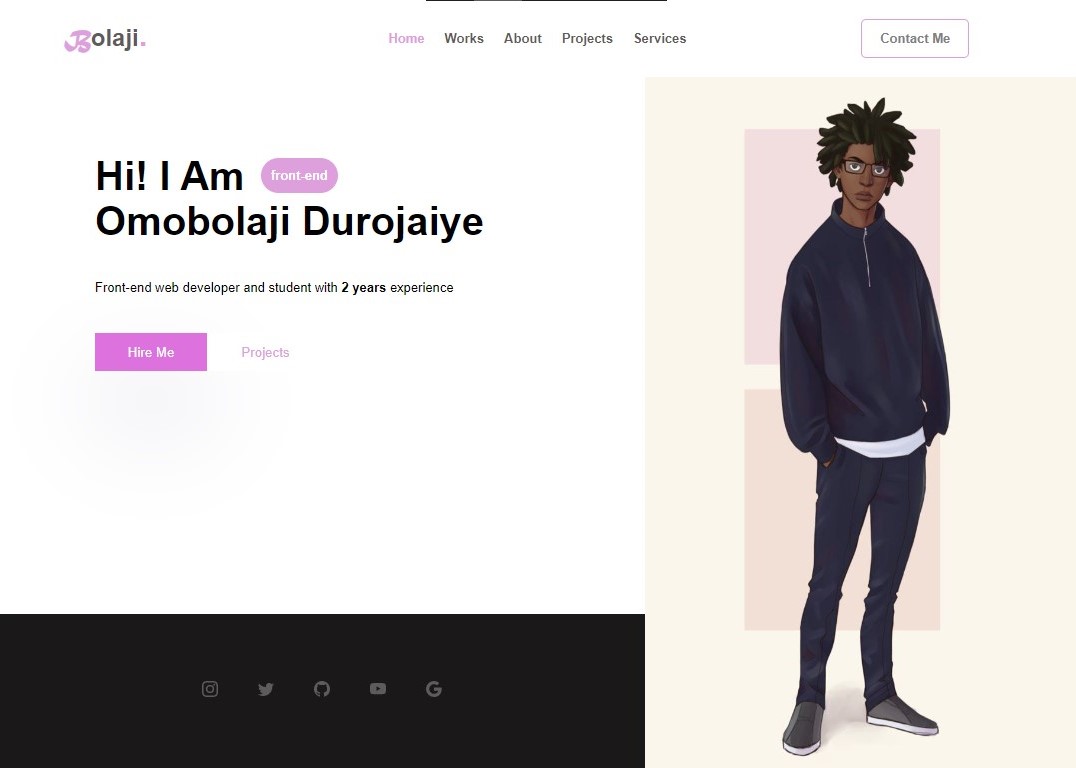 Bolaji.
Home Works About Projects Services
Contact Me
Hi! I Am front-end
Omobolaji Durojaiye
Front-end web developer and student with 2 years experience
Hire Me Projects